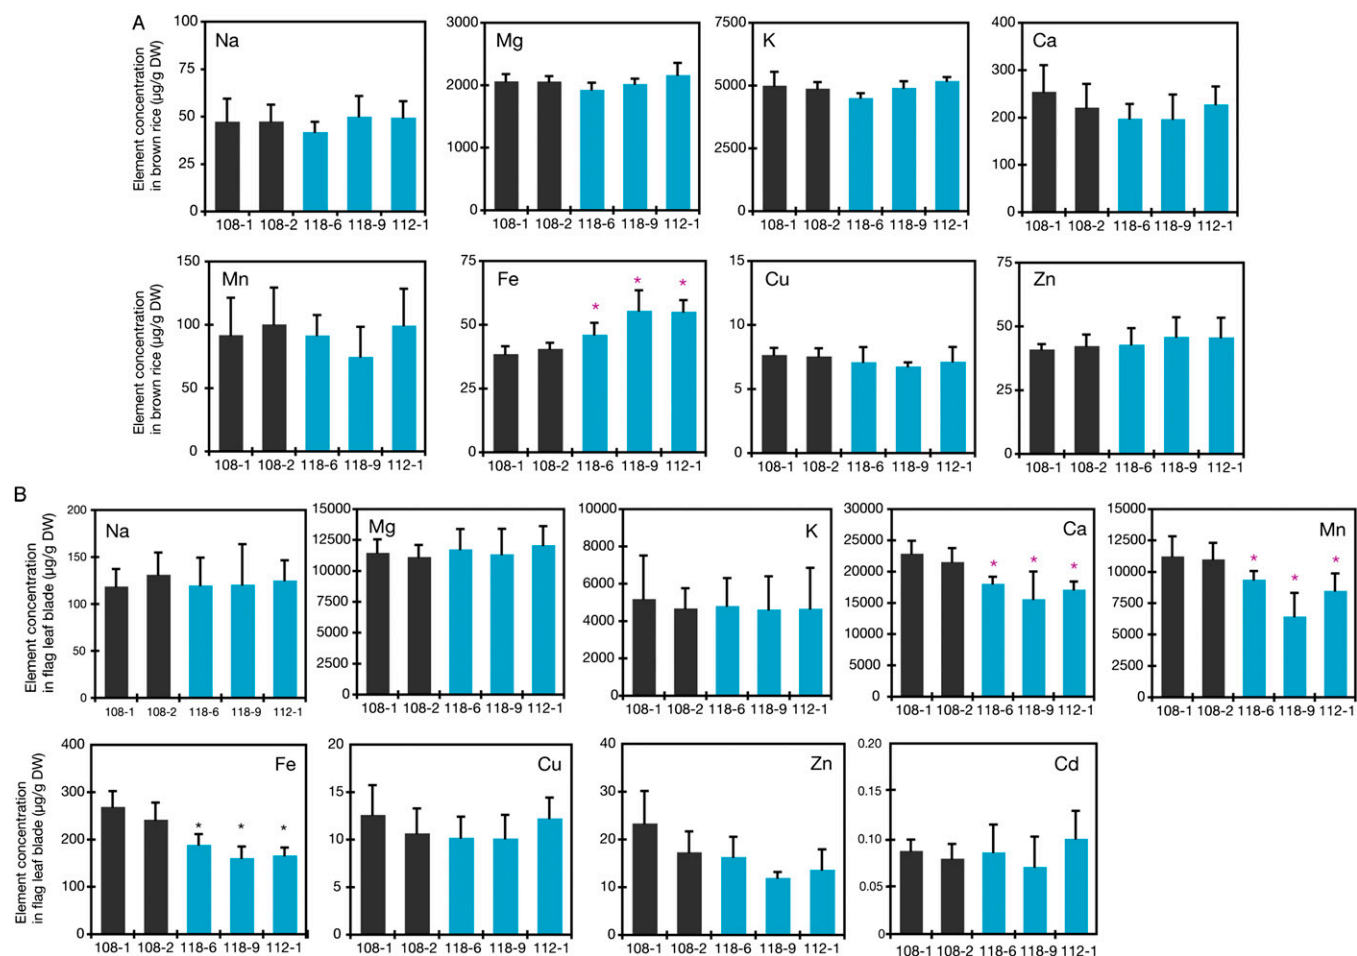 A
Element concentration
in brown rice (µg/g DW)
Na
100
75
50
25
0
108-1 108-2 118-6 118-9 112-1
Mg
3000
2000
1000
0
108-1 108-2 118-6 118-9 112-1
K
7500
5000
2500
0
108-1 108-2 118-6 118-9 112-1
Ca
400
300
200
100
0
108-1 108-2 118-6 118-9 112-1
Element concentration
in brown rice (µg/g DW)
Mn
150
100
50
0
108-1 108-2 118-6 118-9 112-1
Fe
75
50
25
0
* * *
108-1 108-2 118-6 118-9 112-1
Cu
15
10
5
0
108-1 108-2 118-6 118-9 112-1
Zn
75
50
25
0
108-1 108-2 118-6 118-9 112-1
B
Element concentration
in flag leaf blade (µg/g DW)
Na
200
150
100
50
0
108-1 108-2 118-6 118-9 112-1
Mg
15000
12500
10000
7500
5000
2500
0
108-1 108-2 118-6 118-9 112-1
K
10000
8000
6000
4000
2000
0
108-1 108-2 118-6 118-9 112-1
Ca
30000
25000
20000
15000
10000
5000
0
* * *
108-1 108-2 118-6 118-9 112-1
Mn
15000
12500
10000
7500
5000
2500
0
* * *
108-1 108-2 118-6 118-9 112-1
Element concentration
in flag leaf blade (µg/g DW)
Fe
400
300
200
100
0
* * *
108-1 108-2 118-6 118-9 112-1
Cu
20
15
10
5
0
108-1 108-2 118-6 118-9 112-1
Zn
40
30
20
10
0
108-1 108-2 118-6 118-9 112-1
Cd
0.20
0.15
0.10
0.05
0
108-1 108-2 118-6 118-9 112-1